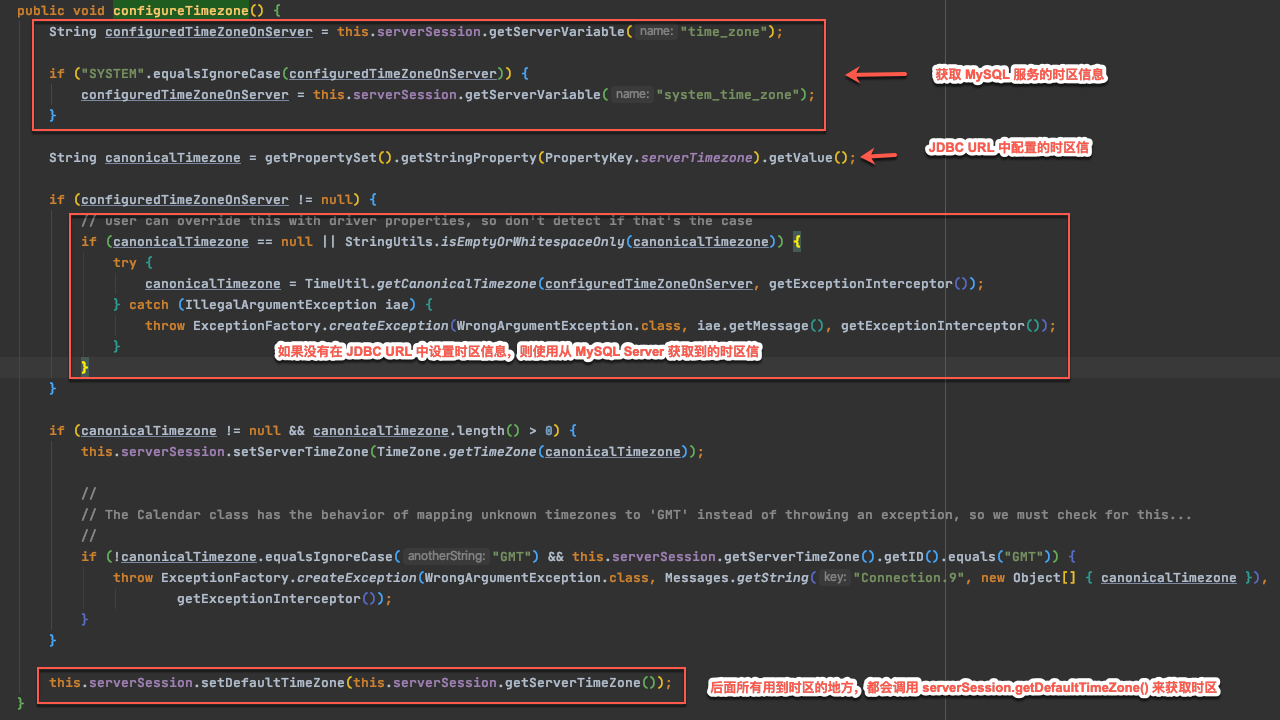 public void configureTimezone() {
String configuredTimeZoneOnServer = this.serverSession.getServerVariable( name: "time_zone");
if ("SYSTEM".equalsIgnoreCase(configuredTimeZoneOnServer)) {
获取 MySQL 服务的时区信息
configuredTimeZoneOnServer = this.serverSession.getServerVariable( name: "system_time_zone");
}
JDBC URL 中配置的时区信
String canonicalTimezone = getPropertySet().getStringProperty(PropertyKey.serverTimezone).getValue();
if (configuredTimeZoneOnServer != null) {
// user can override this with driver properties, so don't detect if that's the case
if (canonicalTimezone == null || StringUtils.isEmptyOrWhitespaceOnly(canonicalTimezone)) {
try {
canonicalTimezone = TimeUtil.getCanonicalTimezone(configuredTimeZoneOnServer, getExceptionInterceptor());
} catch (IllegalArgumentException iae) {
throw ExceptionFactory.createException(WrongArgumentException.class, iae.getMessage(), getExceptionInterceptor());
}
如果没有在 JDBC URL 中设置时区信息，则使用从 MySQL Server 获取到的时区信
}
}
if (canonicalTimezone != null && canonicalTimezone.length() > 0) {
this.serverSession.setServerTimeZone(TimeZone.getTimeZone(canonicalTimezone));
//
// The Calendar class has the behavior of mapping unknown timezones to 'GMT' instead of throwing an exception, so we must check for this...
//
if (!canonicalTimezone.equalsIgnoreCase( anotherString: "GMT") && this.serverSession.getServerTimeZone().getID().equals("GMT")) {
throw ExceptionFactory.createException(WrongArgumentException.class, Messages.getString( key: "Connection.9", new Object[] { canonicalTimezone }),
getExceptionInterceptor());
}
}
this.serverSession.setDefaultTimeZone(this.serverSession.getServerTimeZone());
后面所有用到时区的地方，都会调用 serverSession.getDefaultTimeZone() 来获取时区
}